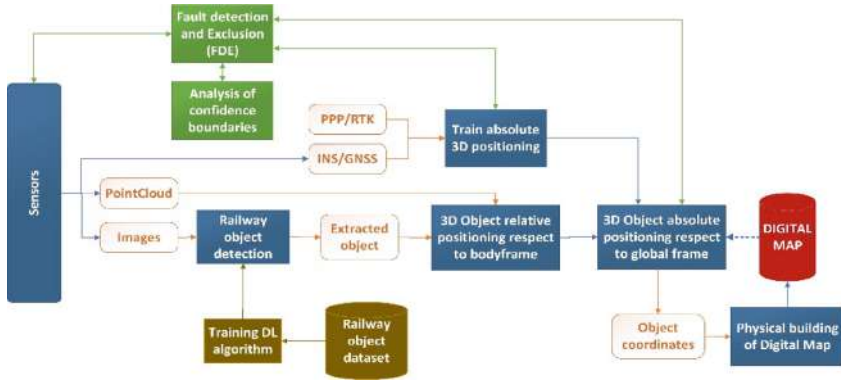 Fault detection
and Exclusion
(FDE)
Analysis of
confidence
boundaries
Sensors
PPP/RTK
INS/GNSS
Train absolute
3D positioning
PointCloud
Images
Railway
object
detection
Extracted
object
3D Object relative
positioning respect
to bodyframe
3D Object absolute
positioning respect
to global frame
DIGITAL
MAP
Training DL
algorithm
Railway
object
dataset
Object
coordinates
Physical building
of Digital Map